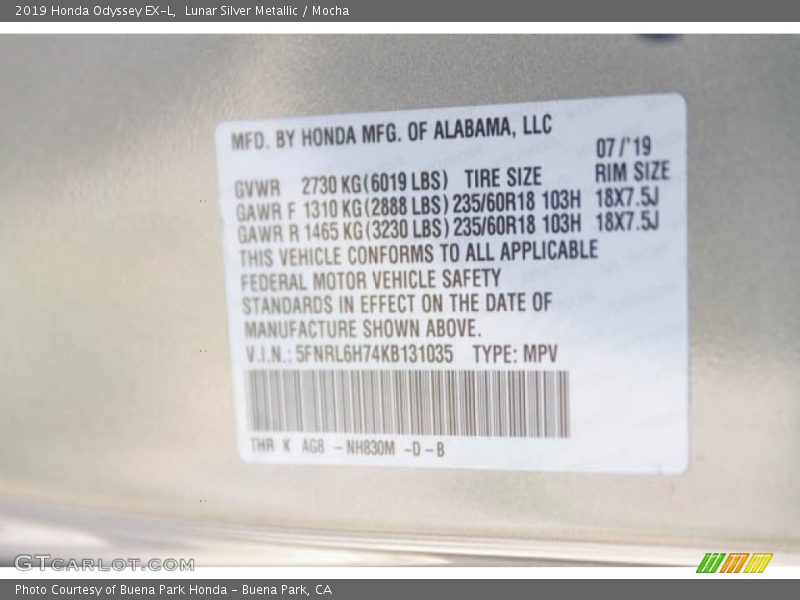 2019 Honda Odyssey EX-L, Lunar Silver Metallic / Mocha
MFD. BY HONDA MFG. OF ALABAMA, LLC
07/'19
GVWR 2730 KG(6019 LBS) TIRE SIZE RIM SIZE
GAWR F 1310 KG(2888 LBS) 235/60R18 103H 18X7.5J
GAWR R 1465 KG(3230 LBS) 235/60R18 103H 18X7.5J
THIS VEHICLE CONFORMS TO ALL APPLICABLE
FEDERAL MOTOR VEHICLE SAFETY
STANDARDS IN EFFECT ON THE DATE OF
MANUFACTURE SHOWN ABOVE.
V.I.N.: 5FNRL6H74KB131035 TYPE: MPV
THR K AG8 -NH830M -D-B
GTCARLOT.COM
Photo Courtesy of Buena Park Honda - Buena Park, CA